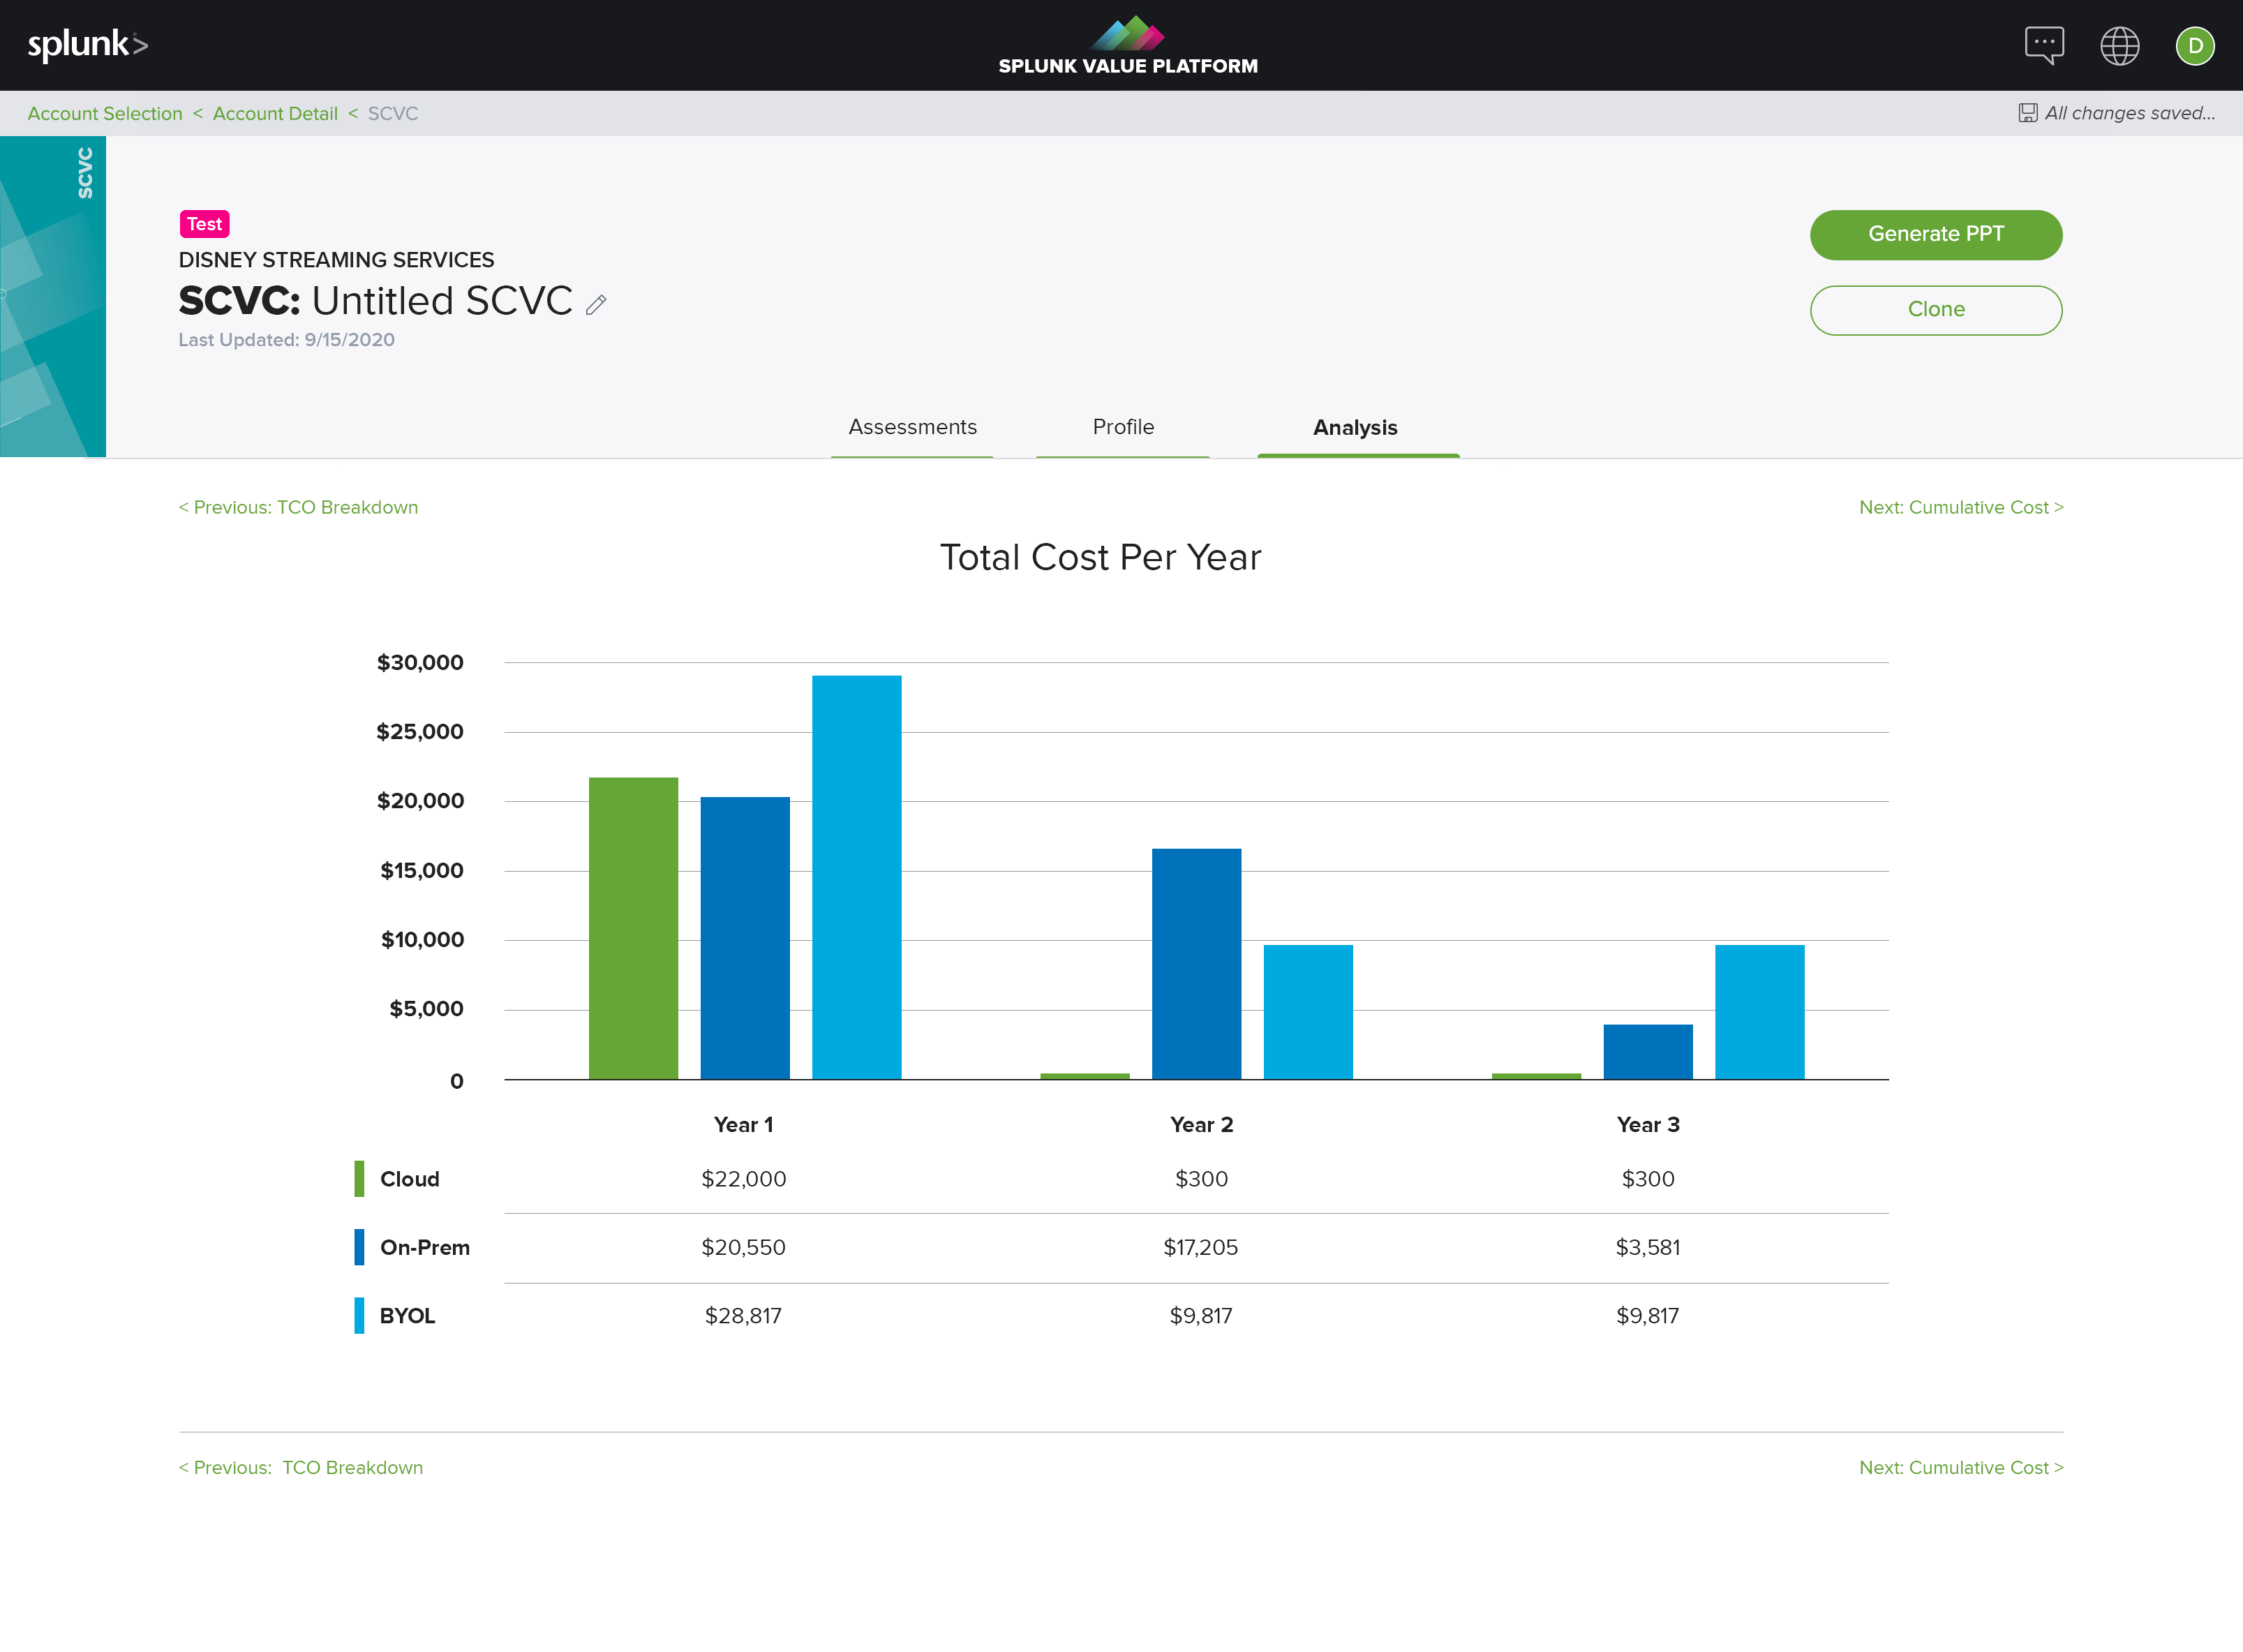 splunk>
SPLUNK VALUE PLATFORM
D
Account Selection < Account Detail < SCVC
All changes saved...
SCVC
Test
DISNEY STREAMING SERVICES
SCVC: Untitled SCVC
Last Updated: 9/15/2020
Generate PPT
Clone
Assessments Profile Analysis
< Previous: TCO Breakdown
Next: Cumulative Cost >
Total Cost Per Year
$30,000
$25,000
$20,000
$15,000
$10,000
$5,000
0
Year 1 Year 2 Year 3
Cloud $22,000 $300 $300
On-Prem $20,550 $17,205 $3,581
BYOL $28,817 $9,817 $9,817
< Previous: TCO Breakdown
Next: Cumulative Cost >